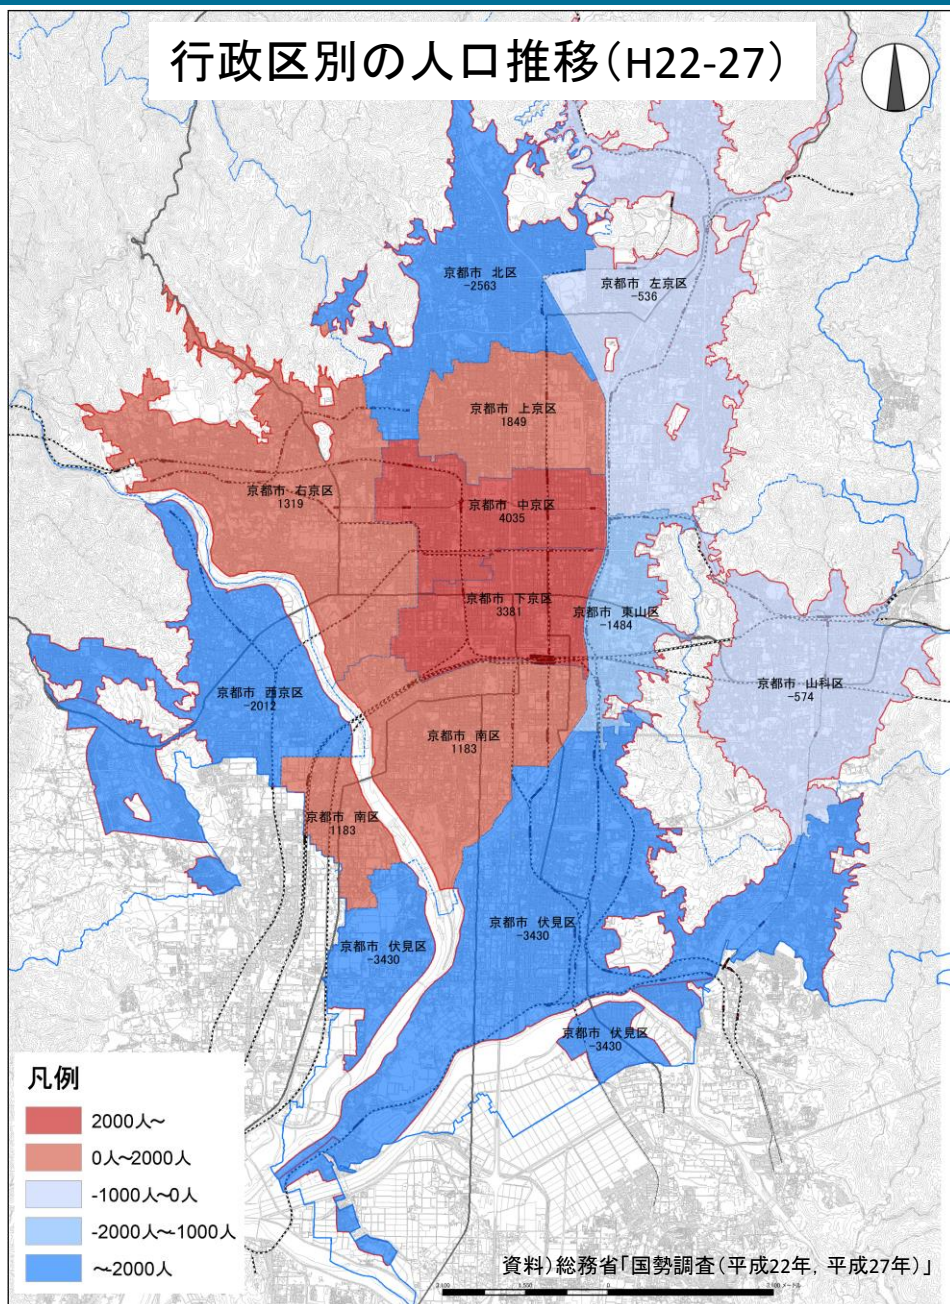 行政区別の人口推移(H22-27)
京都市 北区
-2563
京都市 左京区
-536
京都市 上京区
1849
京都市 右京区
1319
京都市 中京区
4035
京都市 下京区
3381
京都市 東山区
-1484
京都市 西京区
-2012
京都市 山科区
-574
京都市 南区
1183
京都市 南区
1183
京都市 伏見区
-3430
京都市 伏見区
-3430
京都市 伏見区
-3430
凡例
2000人~
0人~2000人
-1000人~0人
-2000人~-1000人
~-2000人
資料)総務省「国勢調査(平成22年, 平成27年)」